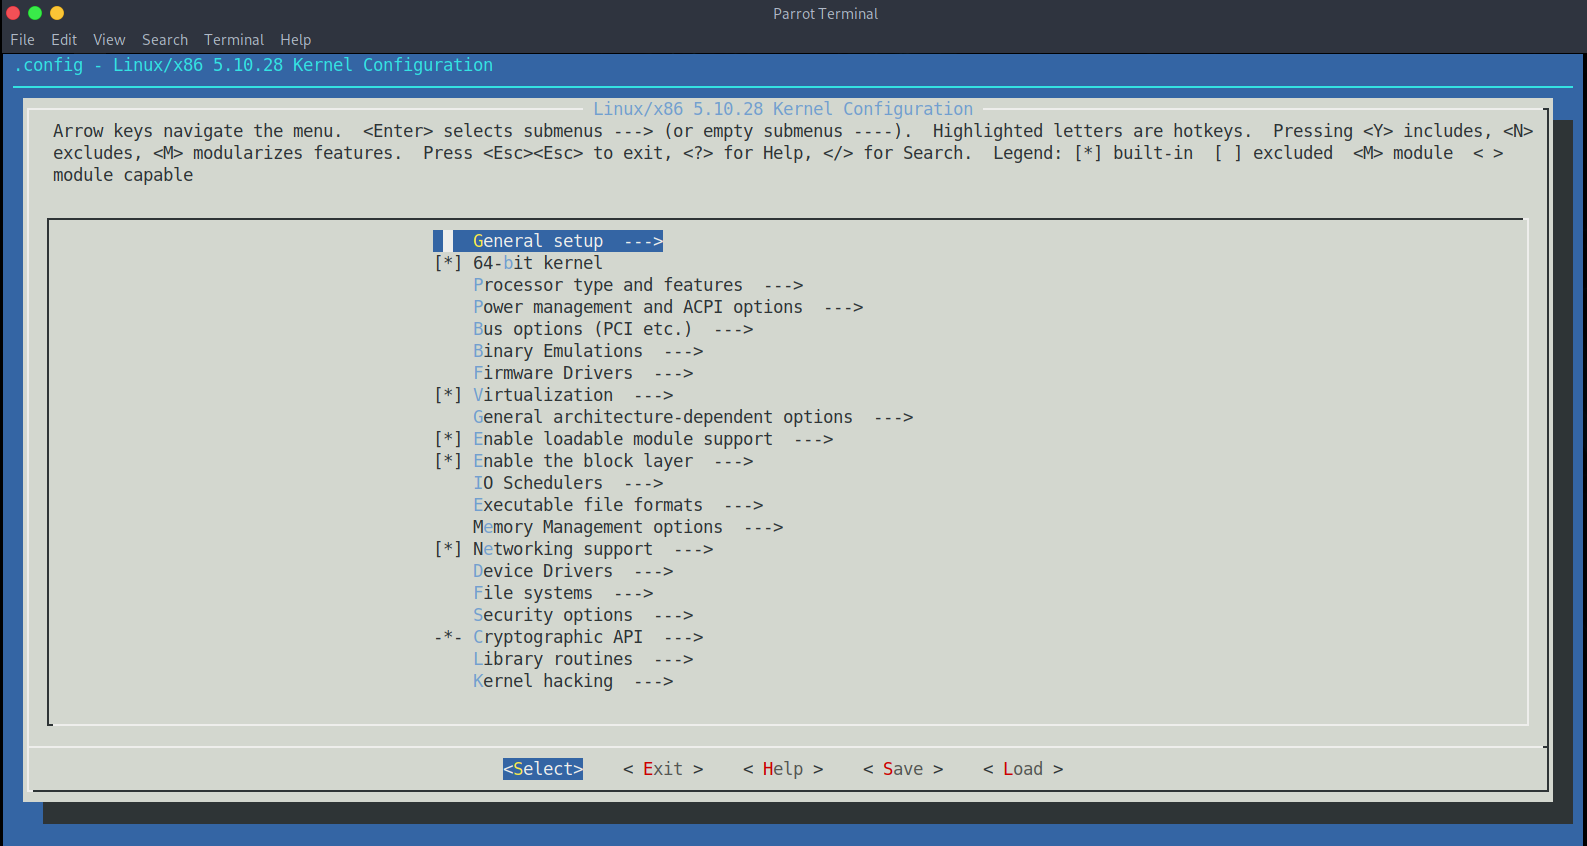 Parrot Terminal
File Edit View Search Terminal Help
.config - Linux/x86 5.10.28 Kernel Configuration
Linux/x86 5.10.28 Kernel Configuration
Arrow keys navigate the menu.  <Enter> selects submenus ---> (or empty submenus ----).  Highlighted letters are hotkeys.  Pressing <Y> includes, <N>
excludes, <M> modularizes features.  Press <Esc><Esc> to exit, <?> for Help, </> for Search.  Legend: [*] built-in  [ ] excluded  <M> module  < >
module capable
General setup  --->
[*] 64-bit kernel
Processor type and features  --->
Power management and ACPI options  --->
Bus options (PCI etc.)  --->
Binary Emulations  --->
Firmware Drivers  --->
[*] Virtualization  --->
General architecture-dependent options  --->
[*] Enable loadable module support  --->
[*] Enable the block layer  --->
IO Schedulers  --->
Executable file formats  --->
Memory Management options  --->
[*] Networking support  --->
Device Drivers  --->
File systems  --->
Security options  --->
-*- Cryptographic API  --->
Library routines  --->
Kernel hacking  --->
<Select>    < Exit >    < Help >    < Save >    < Load >